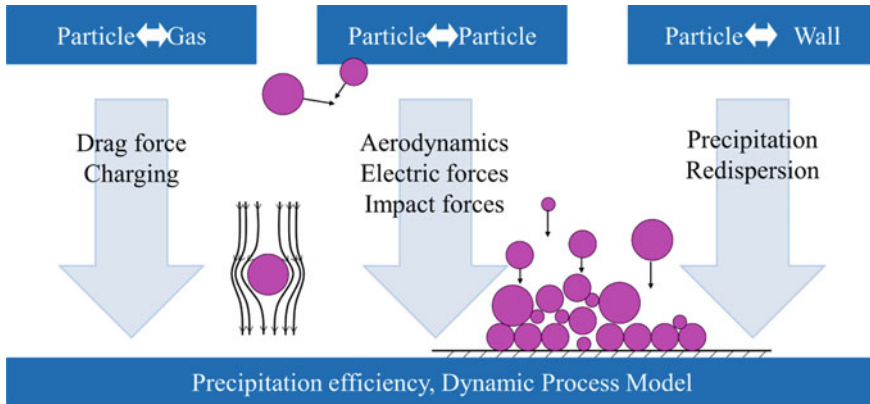 Particle⬌Gas
Particle⬌Particle
Particle⬌ Wall
Drag force
Charging
Aerodynamics
Electric forces
Impact forces
Precipitation
Redispersion
Precipitation efficiency, Dynamic Process Model